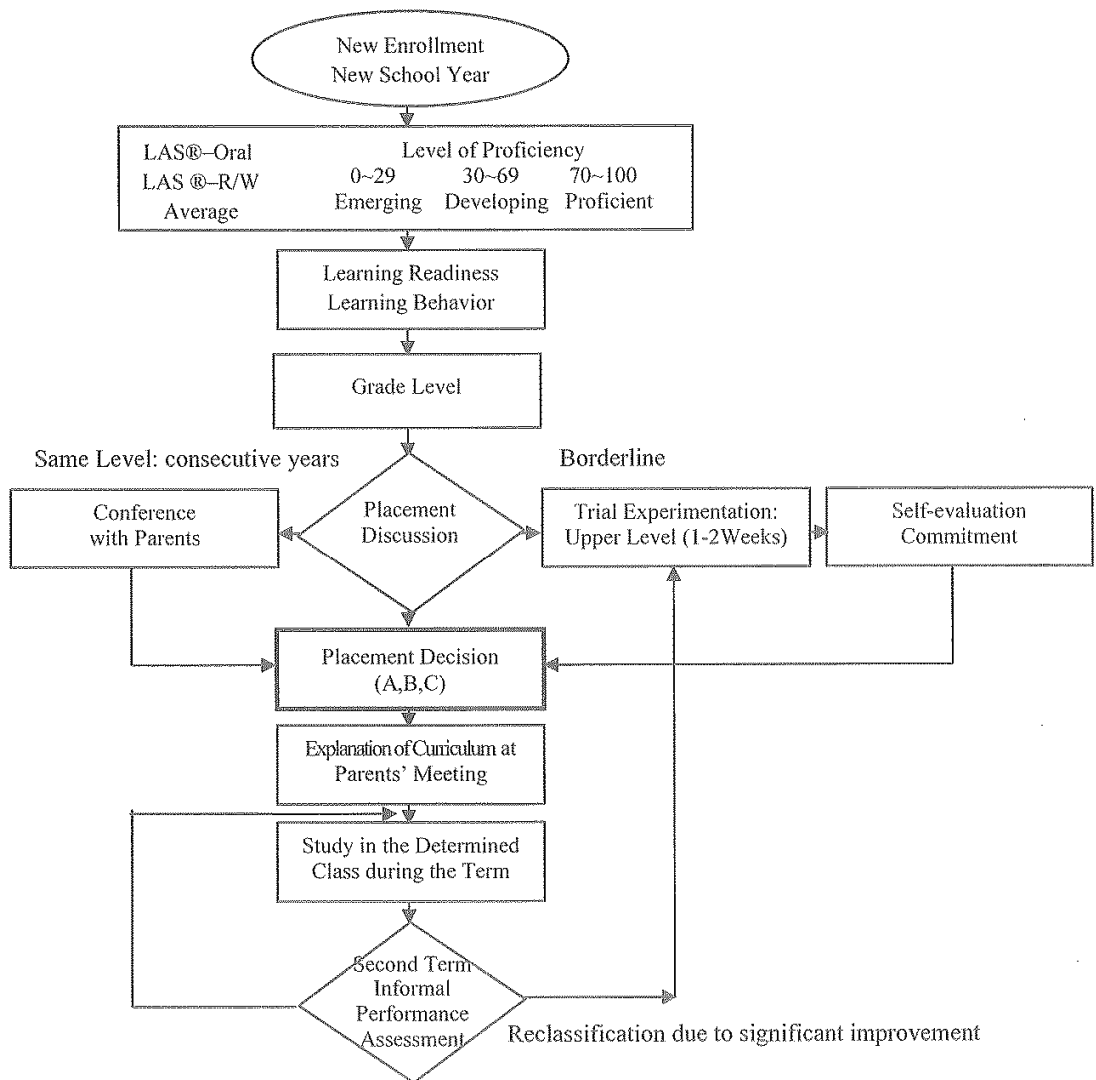 New Enrollment
New School Year
LAS®–Oral
Level of Proficiency
LAS ®–R/W
0~29 30~69 70~100
Average
Emerging Developing Proficient
Learning Readiness
Learning Behavior
Grade Level
Same Level: consecutive years
Borderline
Conference
with Parents
Placement
Discussion
Trial Experimentation:
Upper Level (1-2Weeks)
Self-evaluation
Commitment
Placement Decision
(A,B,C)
Explanation of Curriculum at
Parents' Meeting
Study in the Determined
Class during the Term
Second Term
Informal
Performance
Assessment
Reclassification due to significant improvement